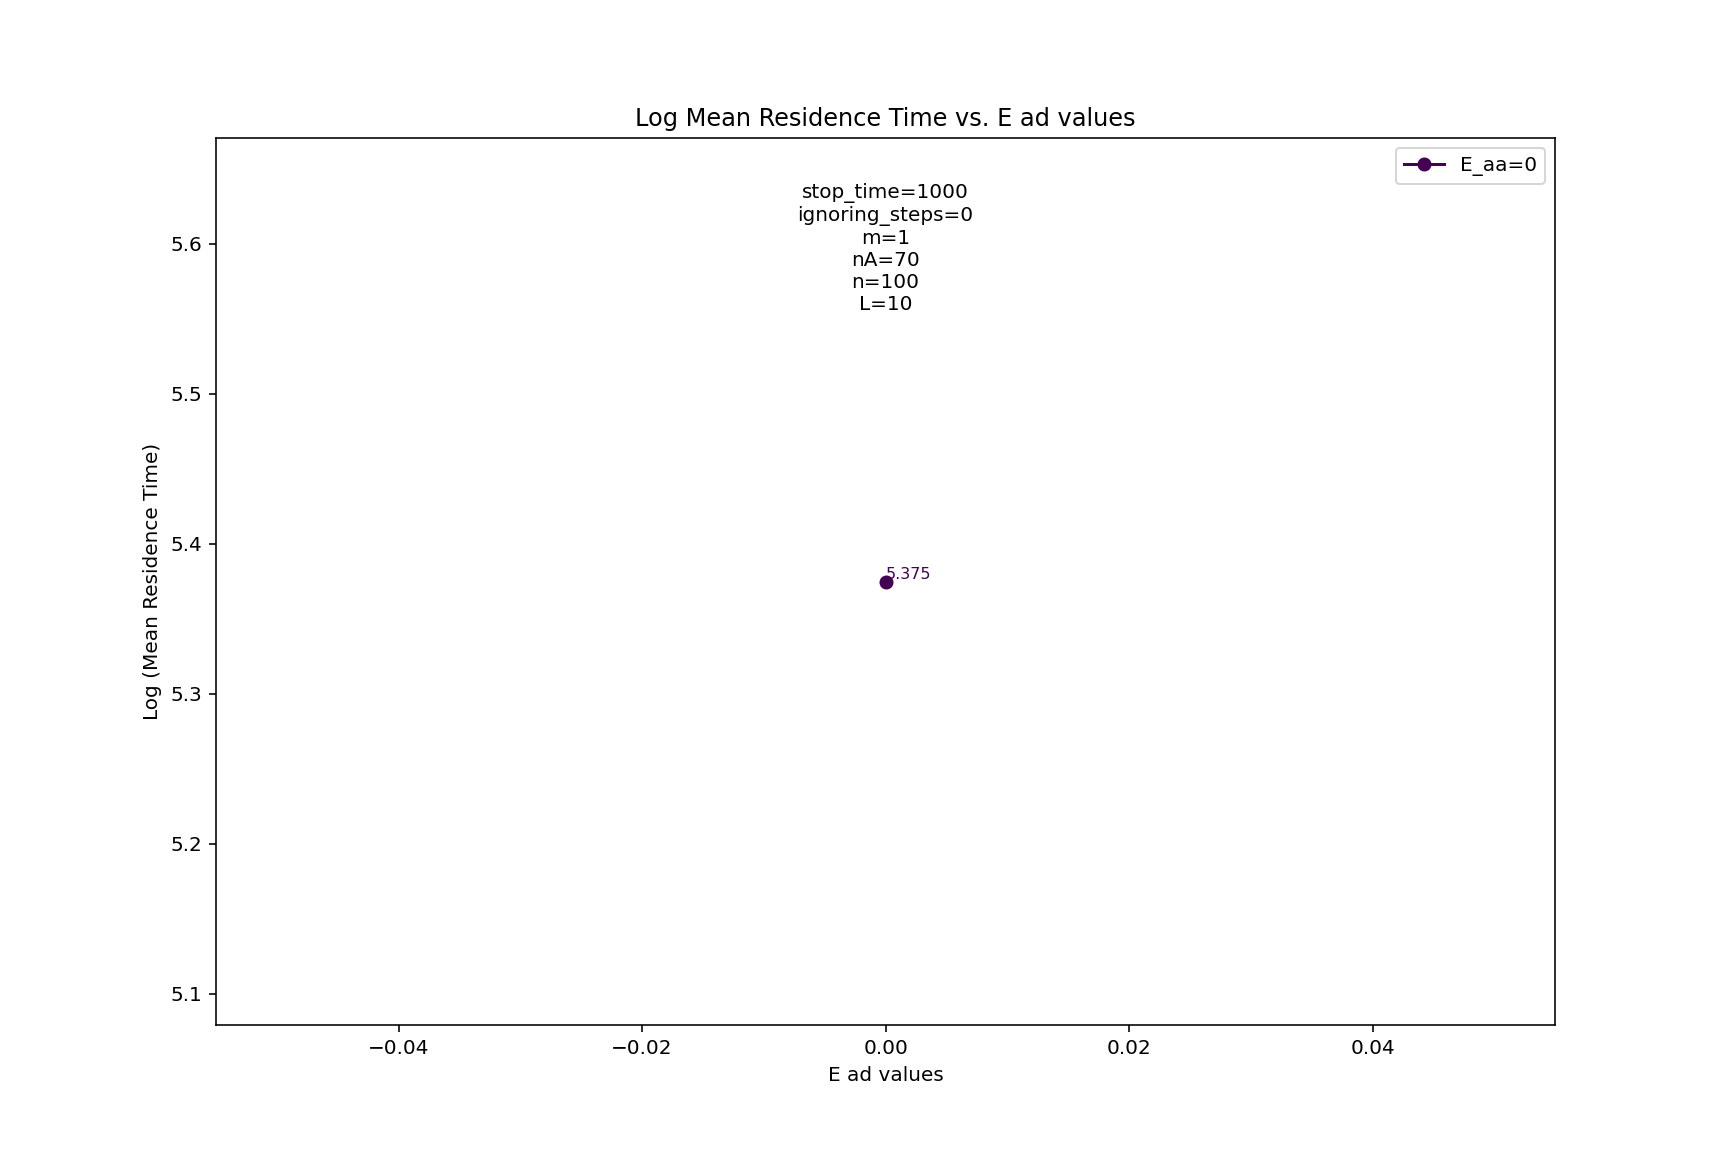 Log Mean Residence Time vs. E ad values
E_aa=0
stop_time=1000
ignoring_steps=0
m=1
nA=70
n=100
L=10
5.6
5.5
5.4
5.3
5.2
5.1
Log (Mean Residence Time)
5.375
−0.04
−0.02
0.00
0.02
0.04
E ad values